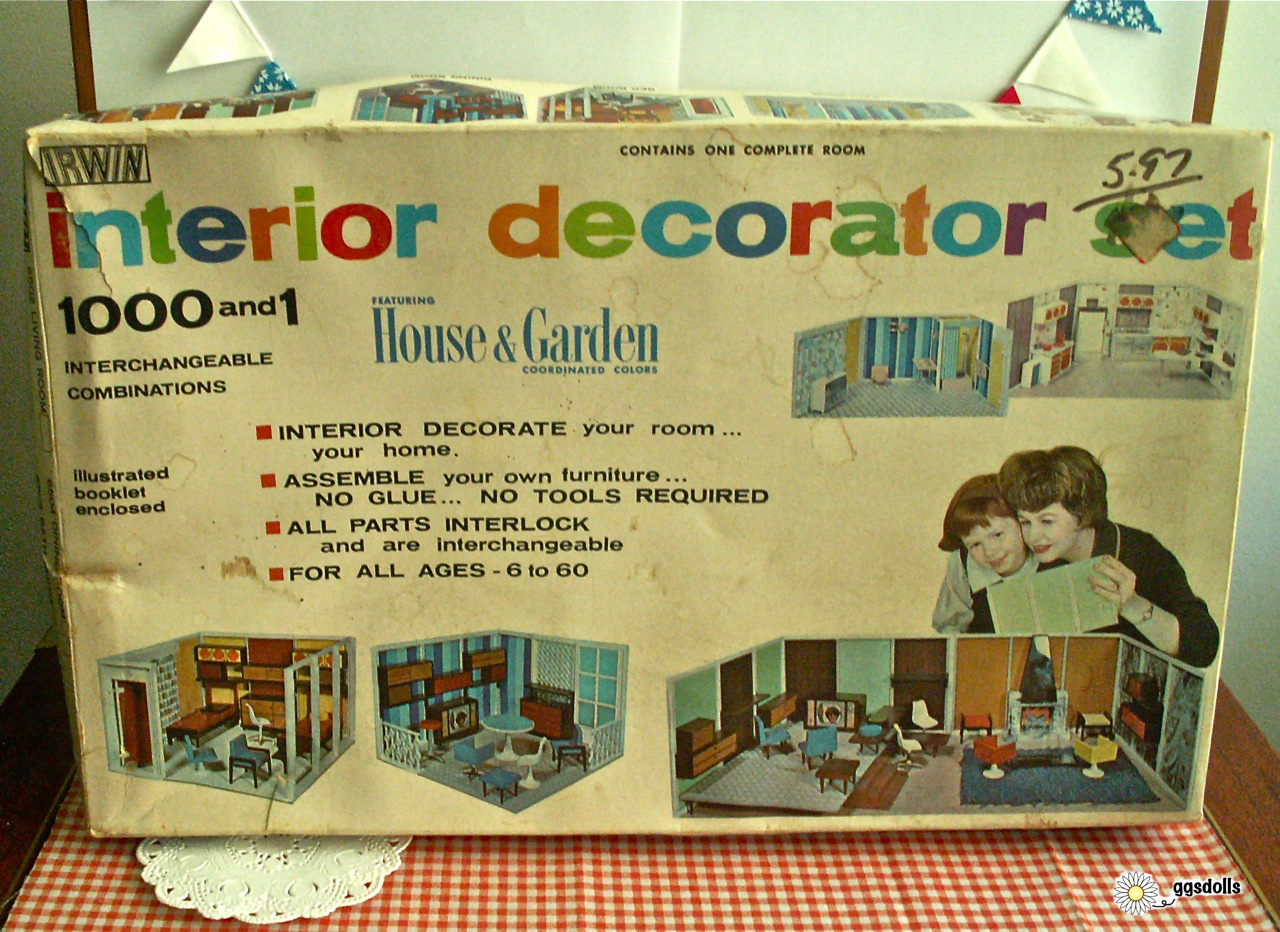 IRWIN
CONTAINS ONE COMPLETE ROOM
5.97
interior decorator set
1000 and 1
INTERCHANGEABLE
COMBINATIONS
FEATURING
House & Garden
COORDINATED COLORS
illustrated
booklet
enclosed
INTERIOR DECORATE your room ...
your home.
ASSEMBLE your own furniture ...
NO GLUE ... NO TOOLS REQUIRED
ALL PARTS INTERLOCK
and are interchangeable
FOR ALL AGES - 6 to 60
LIVING ROOM
ggsdolls